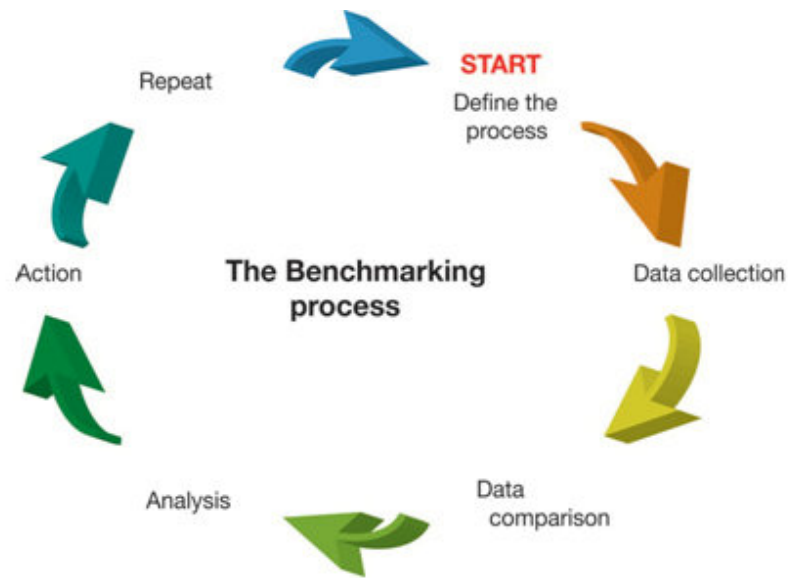 START
Define the
process
Data collection
Data
comparison
Analysis
Action
Repeat
The Benchmarking
process